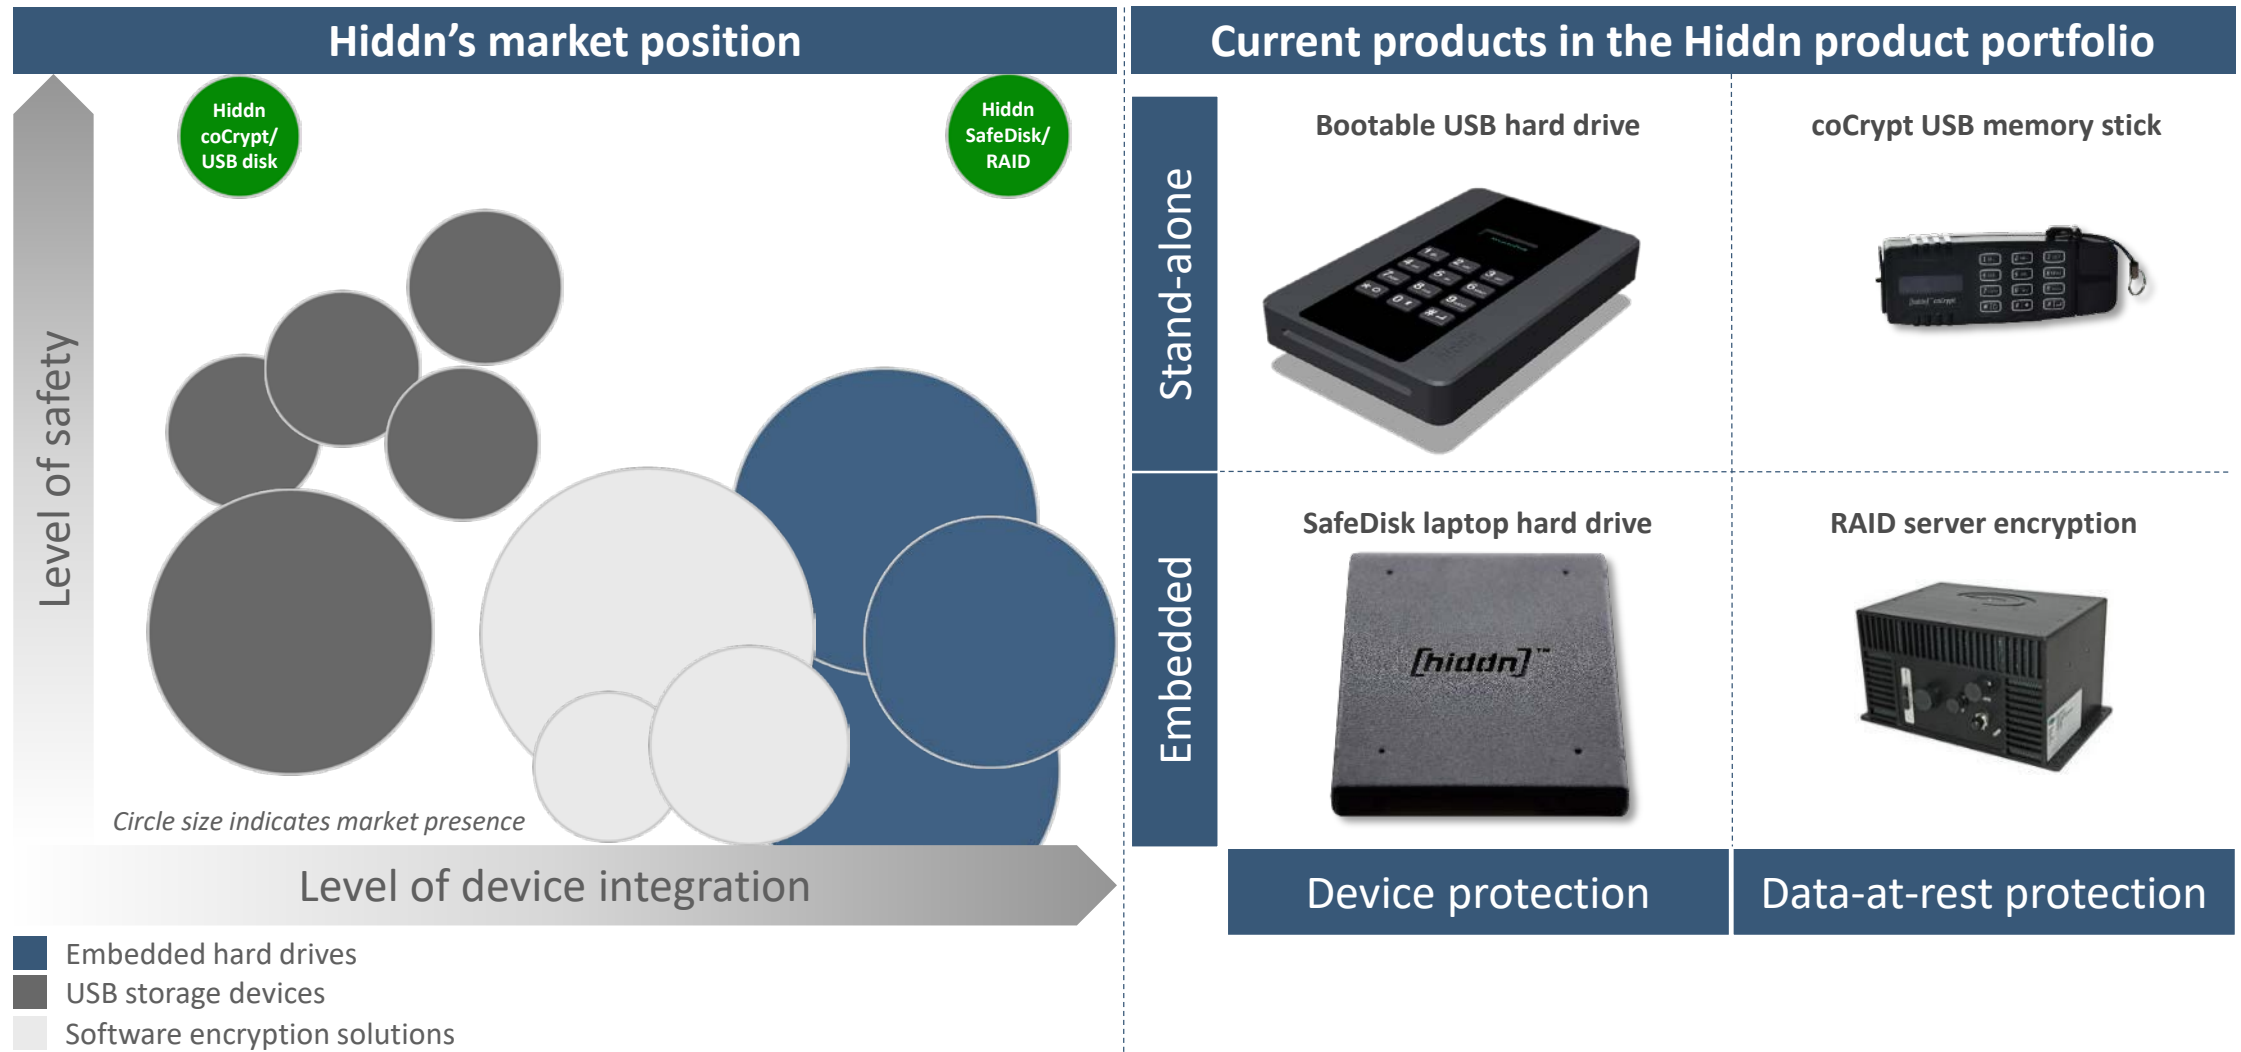 Hiddn's market position
Hiddn
coCrypt/
USB disk
Hiddn
SafeDisk/
RAID
Level of safety
Circle size indicates market presence
Level of device integration
Embedded hard drives
USB storage devices
Software encryption solutions
Current products in the Hiddn product portfolio
Stand-alone
Bootable USB hard drive
coCrypt USB memory stick
Embedded
SafeDisk laptop hard drive
[hiddn]™
RAID server encryption
Device protection
Data-at-rest protection